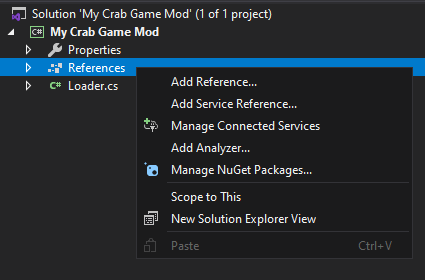 Solution 'My Crab Game Mod' (1 of 1 project)
C# My Crab Game Mod
Properties
References
C# Loader.cs
Add Reference...
Add Service Reference...
Manage Connected Services
Add Analyzer...
Manage NuGet Packages...
Scope to This
New Solution Explorer View
Paste Ctrl+V